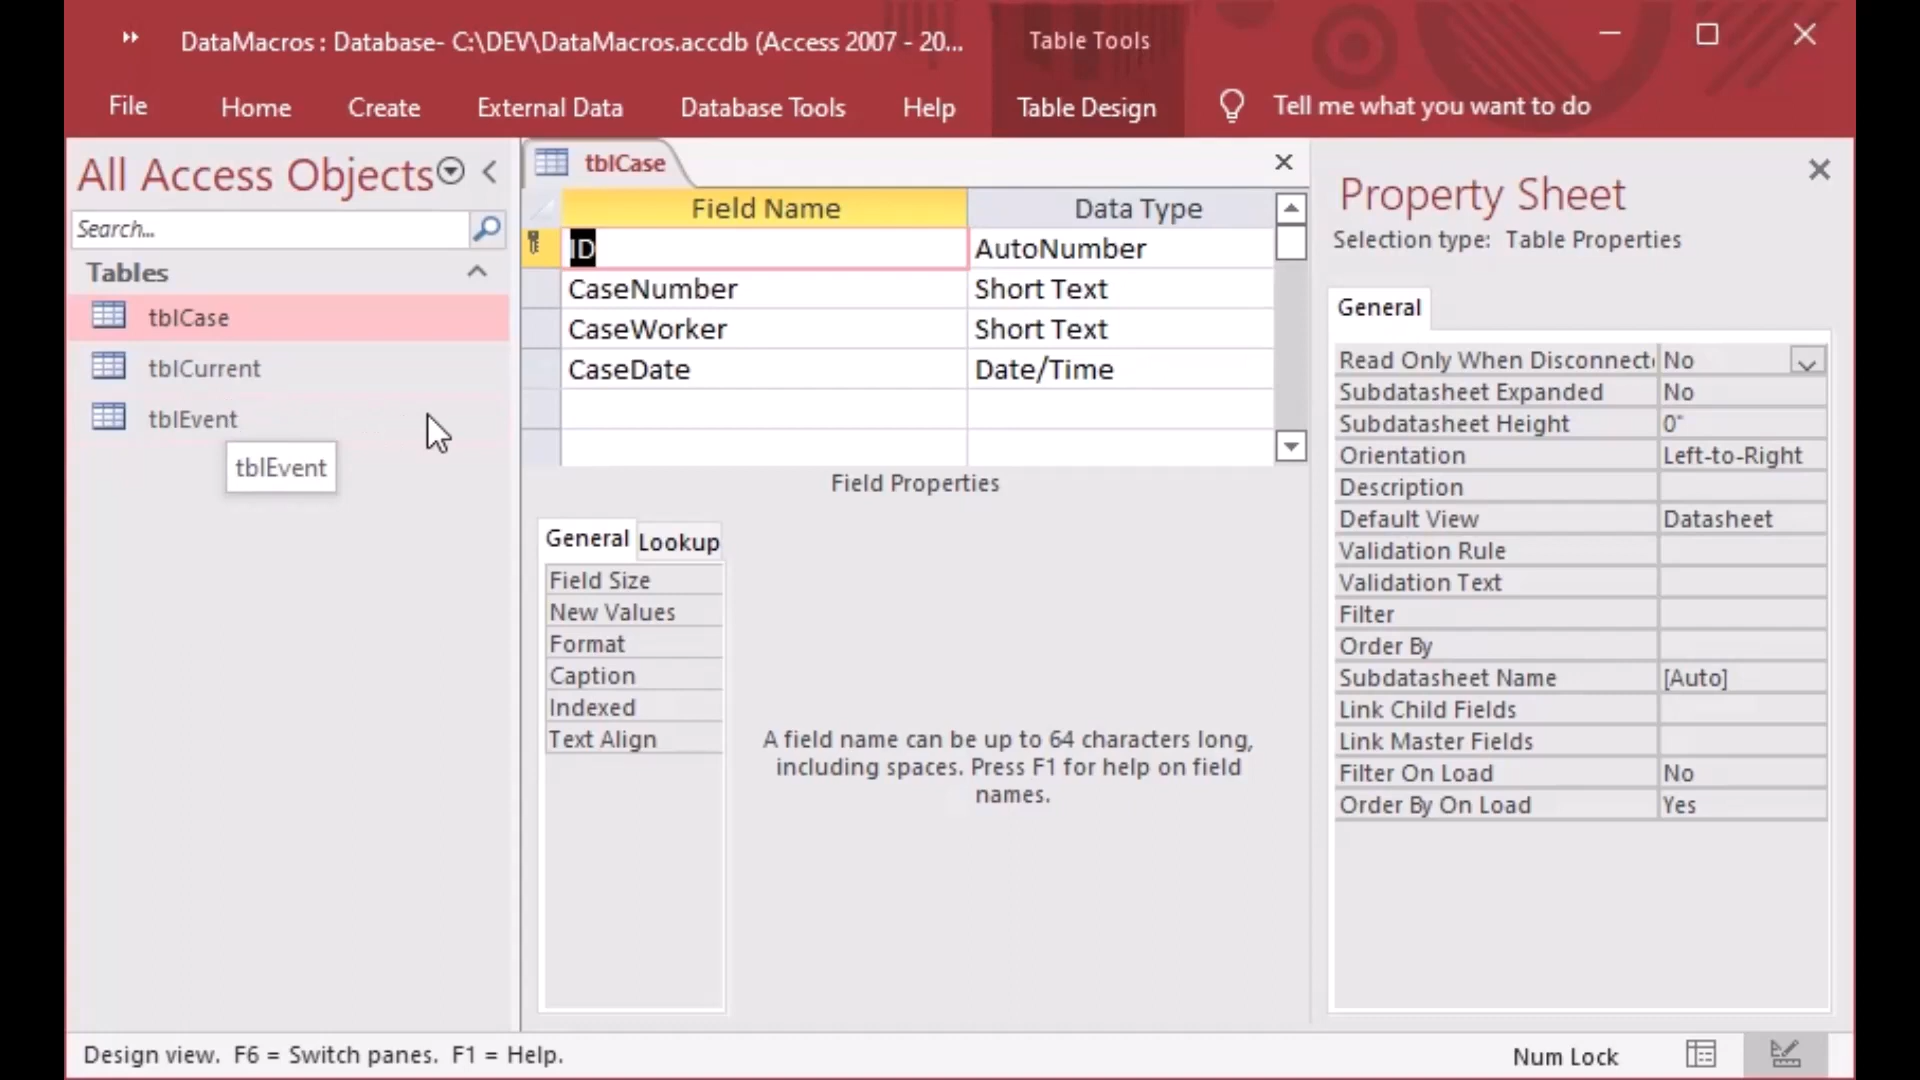 DataMacros : Database- C:\DEV\DataMacros.accdb (Access 2007 - 20...
Table Tools
File
Home
Create
External Data
Database Tools
Help
Table Design
Tell me what you want to do
All Access Objects
Search...
Tables
tblCase
tblCurrent
tblEvent
tblEvent
tblCase
Field Name Data Type
ID AutoNumber
CaseNumber Short Text
CaseWorker Short Text
CaseDate Date/Time
Field Properties
General Lookup
Field Size
New Values
Format
Caption
Indexed
Text Align
A field name can be up to 64 characters long,
including spaces. Press F1 for help on field
names.
Property Sheet
Selection type: Table Properties
General
Read Only When Disconnect No
Subdatasheet Expanded No
Subdatasheet Height 0"
Orientation Left-to-Right
Description
Default View Datasheet
Validation Rule
Validation Text
Filter
Order By
Subdatasheet Name [Auto]
Link Child Fields
Link Master Fields
Filter On Load No
Order By On Load Yes
Design view. F6 = Switch panes. F1 = Help.
Num Lock